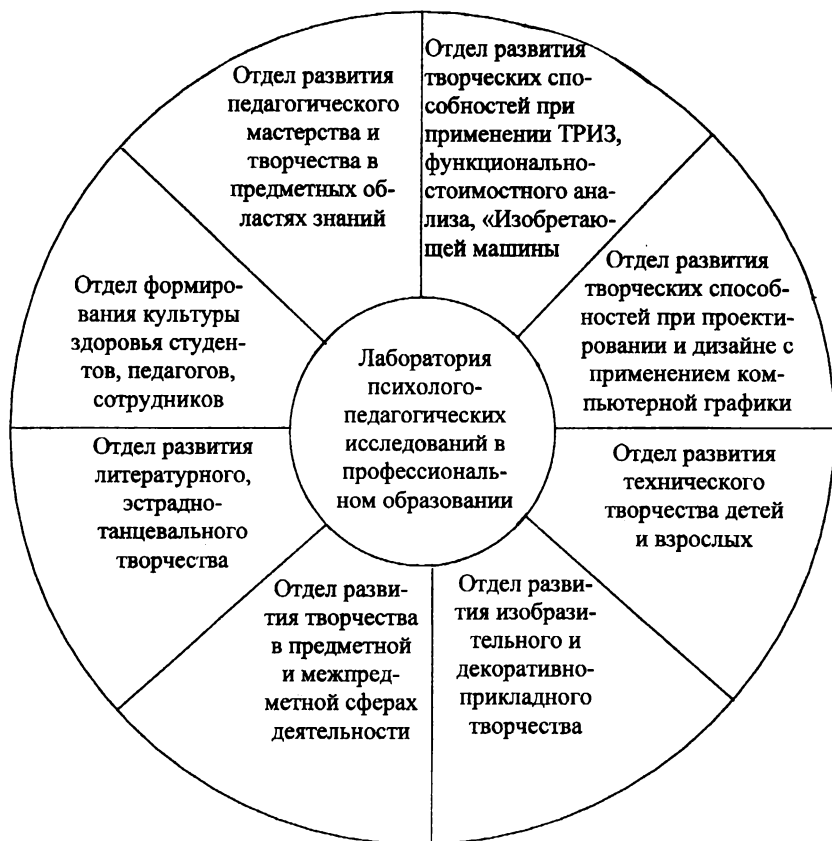 Отдел развития
педагогического
мастерства и
творчества в
предметных об-
ластях знаний
Отдел развития
творческих спо-
собностей при
применении ТРИЗ,
функционально-
стоимостного ана-
лиза, «Изобретаю-
щей машины
Отдел развития
творческих способ-
ностей при проекти-
ровании и дизайне с
применением ком-
пьютерной графики
Отдел развития
технического
творчества детей
и взрослых
Отдел разви-
тия изобрази-
тельного и
декоративно-
прикладного
творчества
Отдел разви-
тия творчества
в предметной
и межпред-
метной сферах
деятельности
Отдел развития
литературного,
эстрадно-
танцевального
творчества
Отдел формиро-
вания культуры
здоровья студен-
тов, педагогов,
сотрудников
Лаборатория
психолого-
педагогических
исследований в
профессиональ-
ном образовании